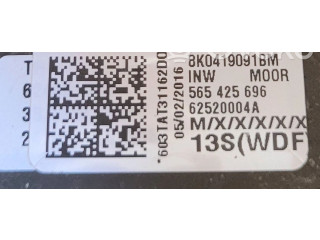 T
6
3
2
*603TAT31162D0
05/02/2016
8K0419091BM
INW MOOR
565 425 696
62520004A
M/X/X/X/X/X
13S(WDF